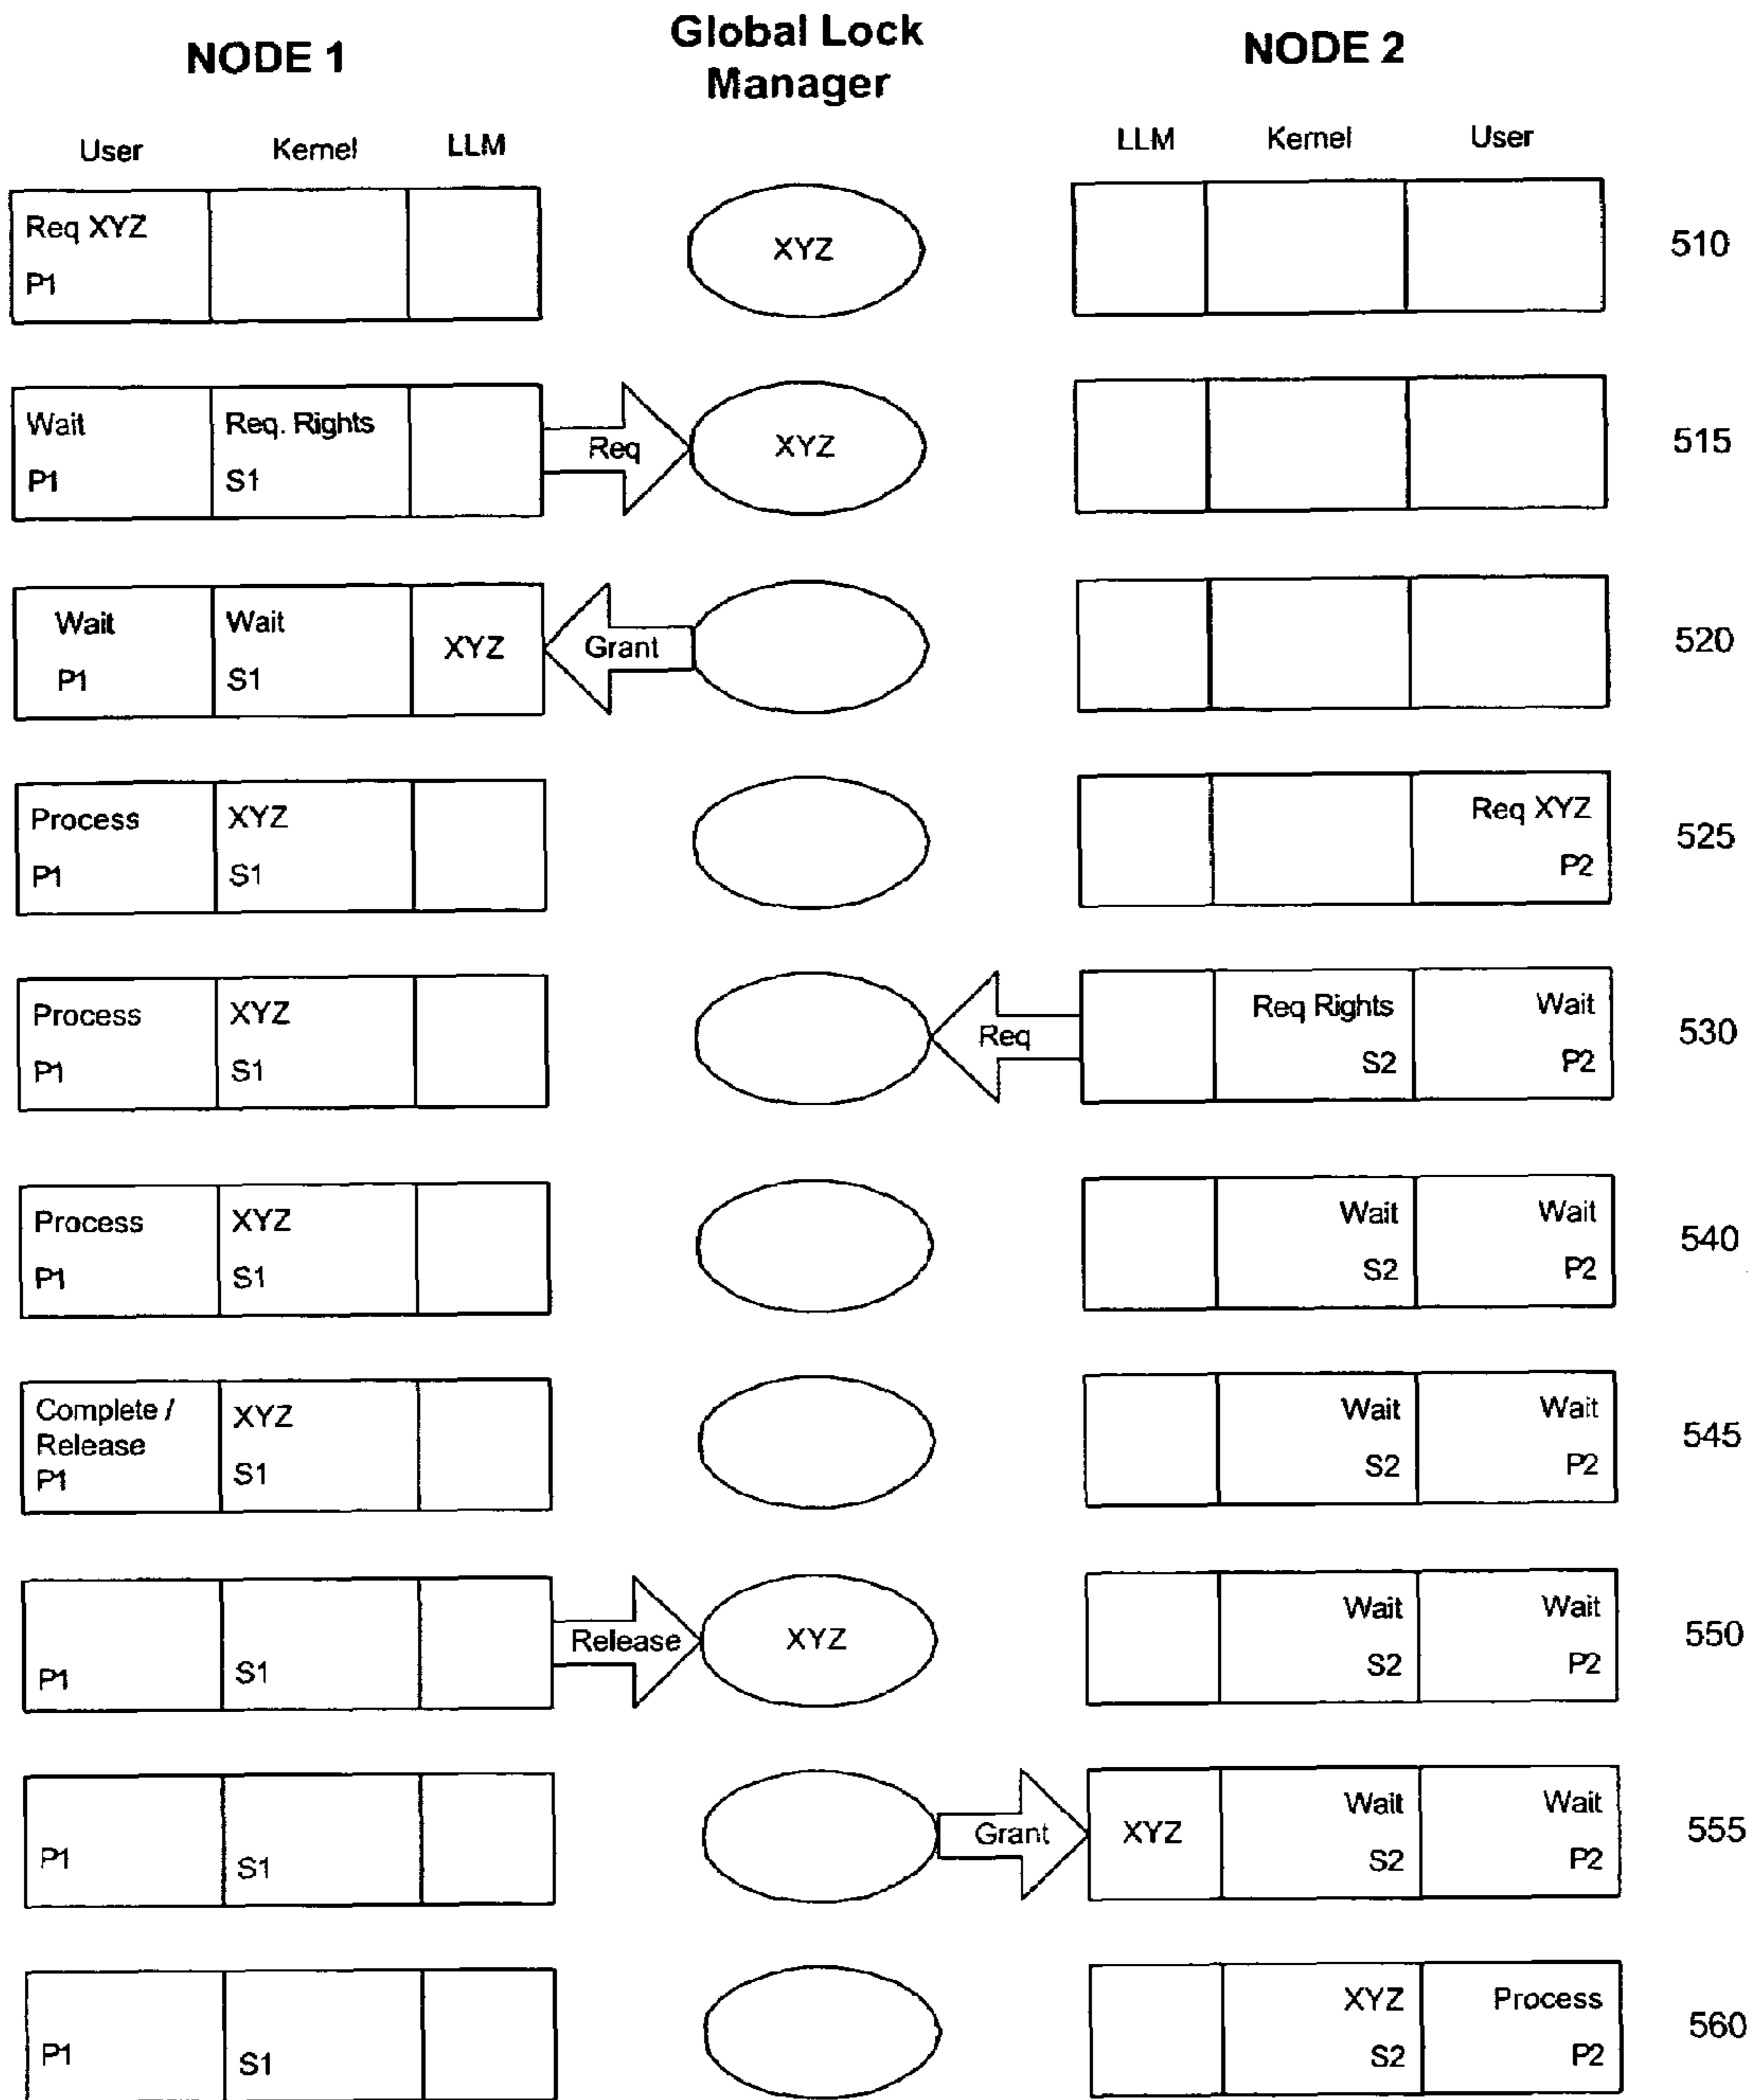 NODE 1
Global Lock
Manager
NODE 2
User Kernel LLM
LLM Kernel User
Req XYZ
P1
XYZ
510
Wait Req. Rights
P1 S1
Req
XYZ
515
Wait Wait
P1 S1
XYZ
Grant
520
Process XYZ
P1 S1
Req XYZ
P2
525
Process XYZ
P1 S1
Req
Req Rights Wait
S2 P2
530
Process XYZ
P1 S1
Wait Wait
S2 P2
540
Complete /
Release
P1
XYZ
S1
Wait Wait
S2 P2
545
P1 S1
Release
XYZ
Wait Wait
S2 P2
550
P1 S1
Grant
XYZ
Wait Wait
S2 P2
555
P1 S1
XYZ Process
S2 P2
560